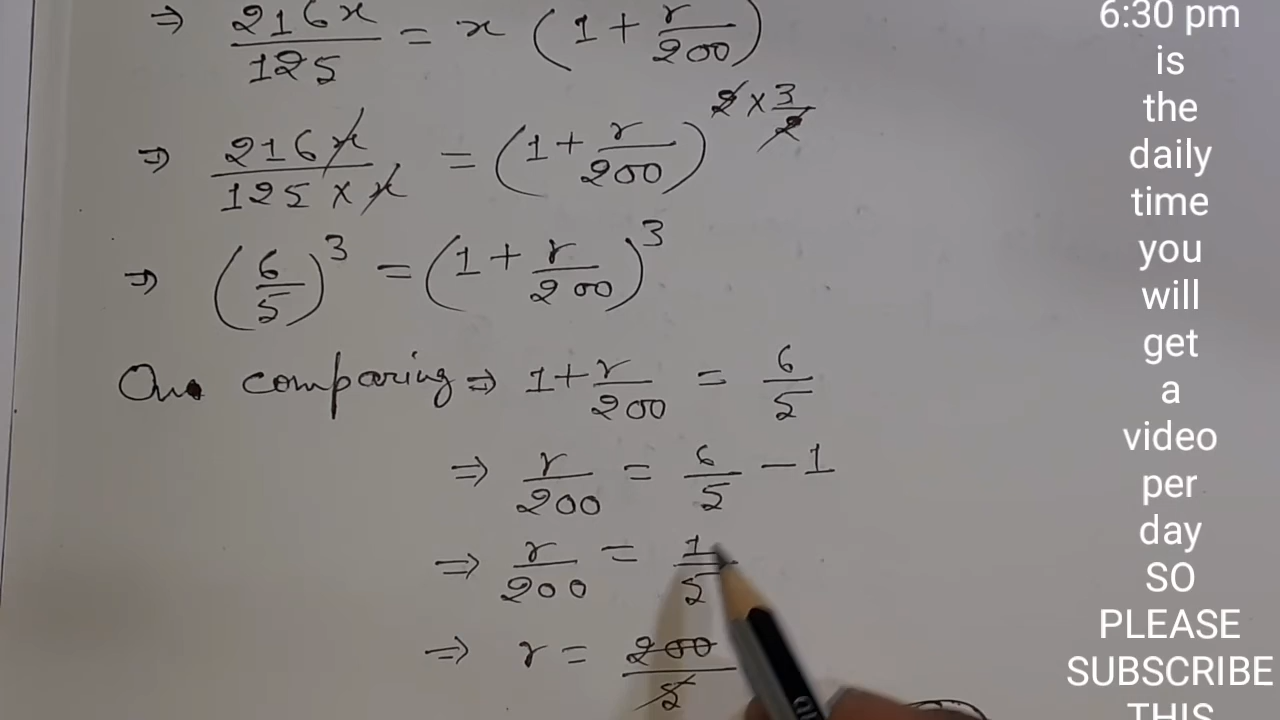 ⇒ 216x/125 = x (1 + r/200)
⇒ 216x/125 × x = (1 + r/200)^2 × 3/2
⇒ (6/5)^3 = (1 + r/200)^3
On comparing ⇒ 1 + r/200 = 6/5
⇒ r/200 = 6/5 - 1
⇒ r/200 = 1/5
⇒ r = 200/5
6:30 pm
is
the
daily
time
you
will
get
a
video
per
day
SO
PLEASE
SUBSCRIBE
THIS